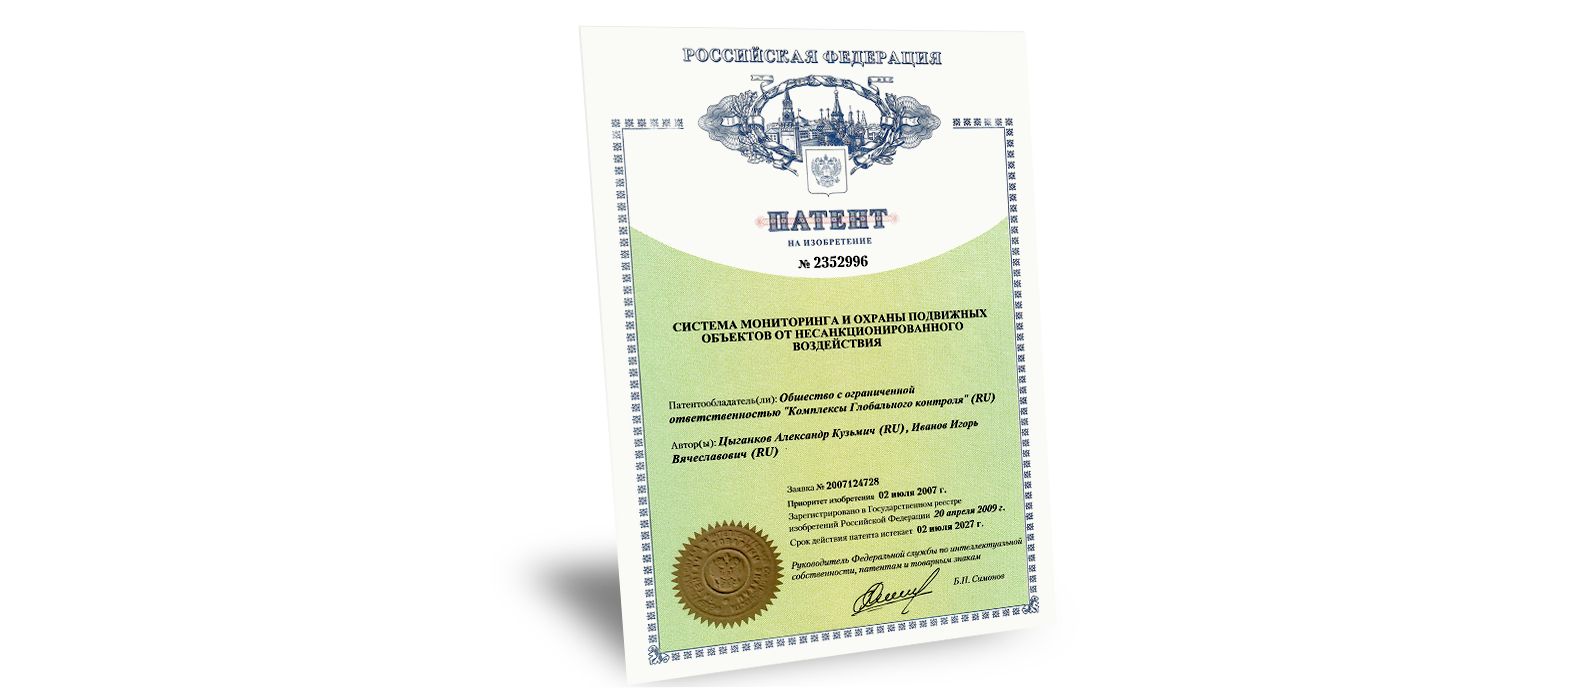 РОССИЙСКАЯ ФЕДЕРАЦИЯ
ПАТЕНТ
НА ИЗОБРЕТЕНИЕ
№ 2352996
СИСТЕМА МОНИТОРИНГА И ОХРАНЫ ПОДВИЖНЫХ
ОБЪЕКТОВ ОТ НЕСАНКЦИОНИРОВАННОГО
ВОЗДЕЙСТВИЯ
Патентообладатель(ли): Общество с ограниченной
ответственностью "Комплексы Глобального контроля" (RU)
Автор(ы): Цыганков Александр Кузьмич (RU), Иванов Игорь
Вячеславович (RU)
Заявка № 2007124728
Приоритет изобретения 02 июля 2007 г.
Зарегистрировано в Государственном реестре
изобретений Российской Федерации 20 апреля 2009 г.
Срок действия патента истекает 02 июля 2027 г.
Руководитель Федеральной службы по интеллектуальной
собственности, патентам и товарным знакам
Б.П. Симонов